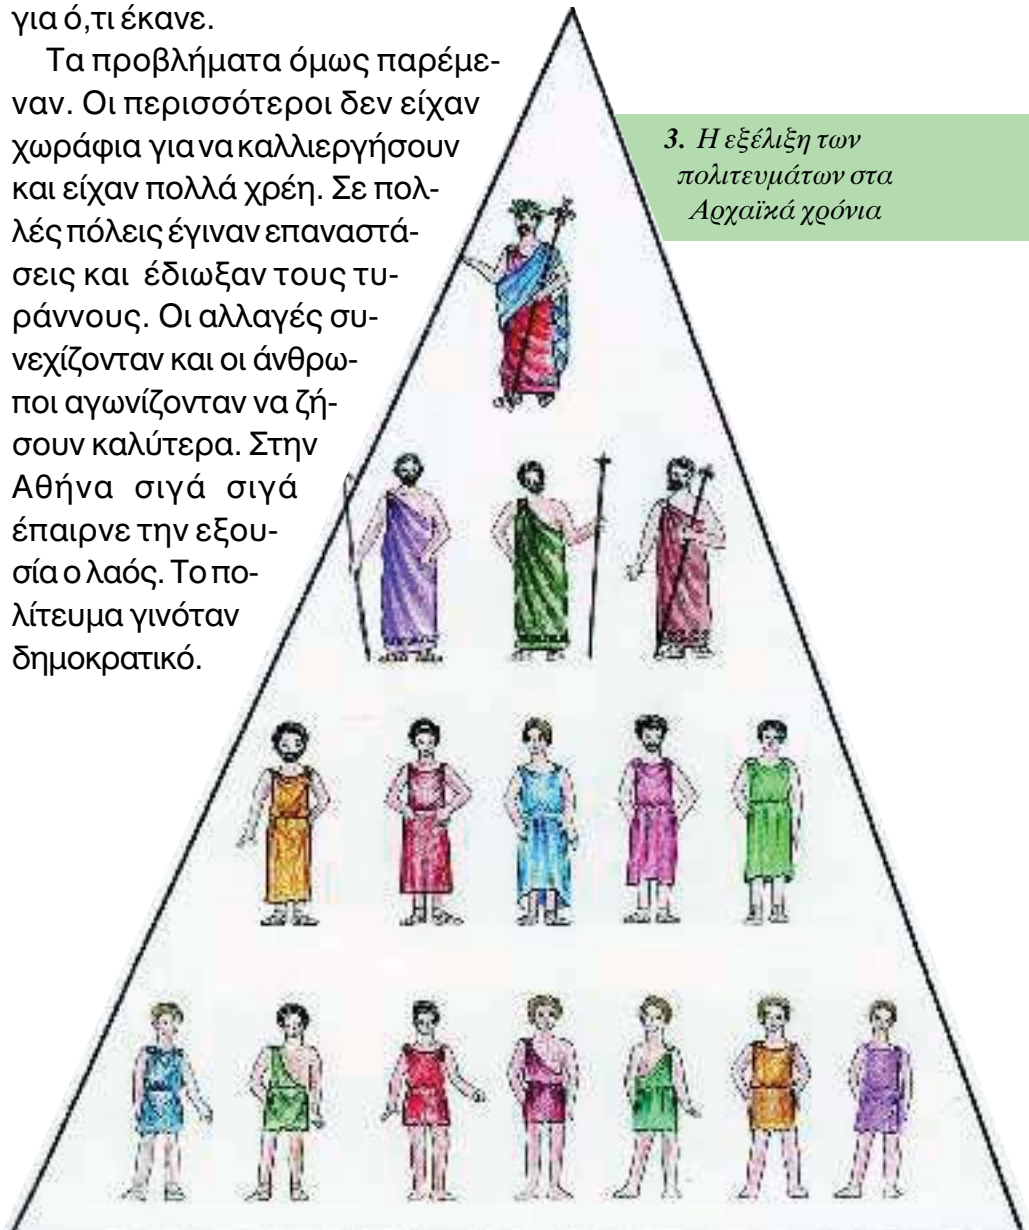 για ό,τι έκανε.
Τα προβλήματα όμως παρέμε-
ναν. Οι περισσότεροι δεν είχαν
χωράφια για να καλλιεργήσουν
και είχαν πολλά χρέη. Σε πολ-
λές πόλεις έγιναν επαναστά-
σεις και έδιωξαν τους τυ-
ράννους. Οι αλλαγές συ-
νεχίζονταν και οι άνθρω-
ποι αγωνίζονταν να ζή-
σουν καλύτερα. Στην
Αθήνα σιγά σιγά
έπαιρνε την εξου-
σία ο λαός. Το πο-
λίτευμα γινόταν
δημοκρατικό.
3. Η εξέλιξη των
πολιτευμάτων στα
Αρχαϊκά χρόνια